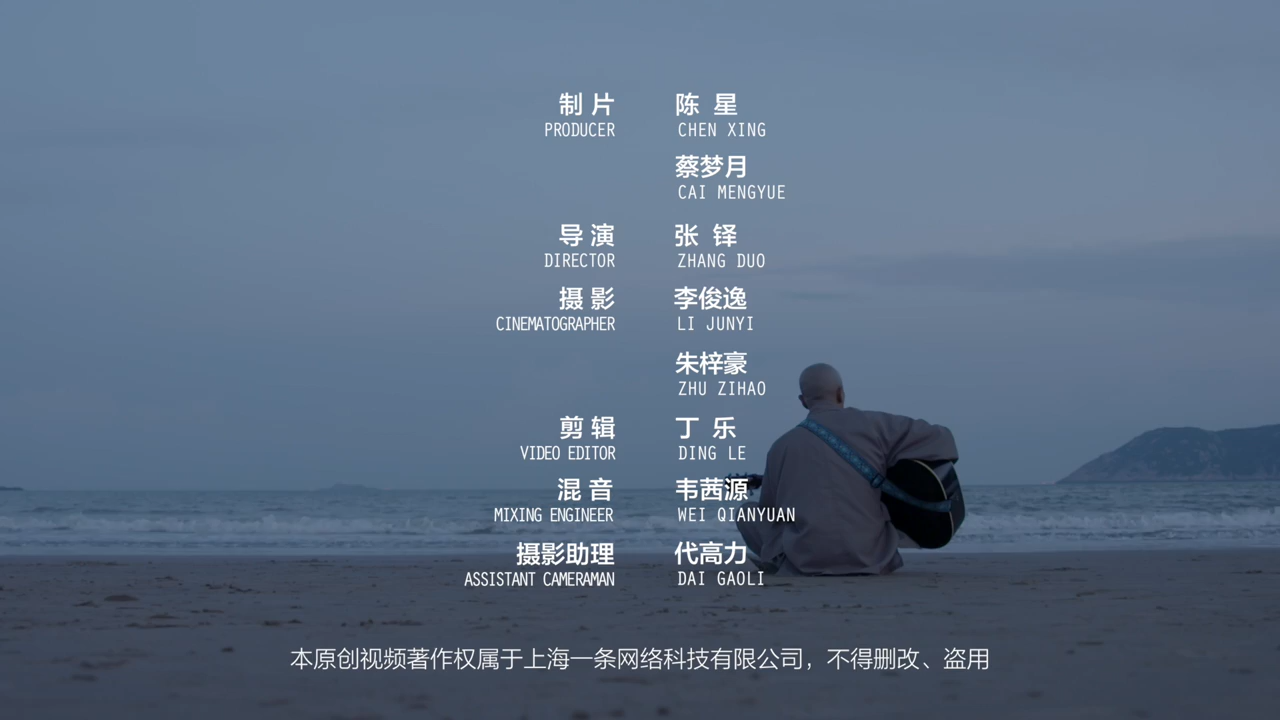 制片 陈星
PRODUCER CHEN XING
蔡梦月
CAI MENGYUE
导演 张铎
DIRECTOR ZHANG DUO
摄影 李俊逸
CINEMATOGRAPHER LI JUNYI
朱梓豪
ZHU ZIHAO
剪辑 丁乐
VIDEO EDITOR DING LE
混音 韦茜源
MIXING ENGINEER WEI QIANYUAN
摄影助理 代高力
ASSISTANT CAMERAMAN DAI GAOLI
本原创视频著作权属于上海一条网络科技有限公司，不得删改、盗用